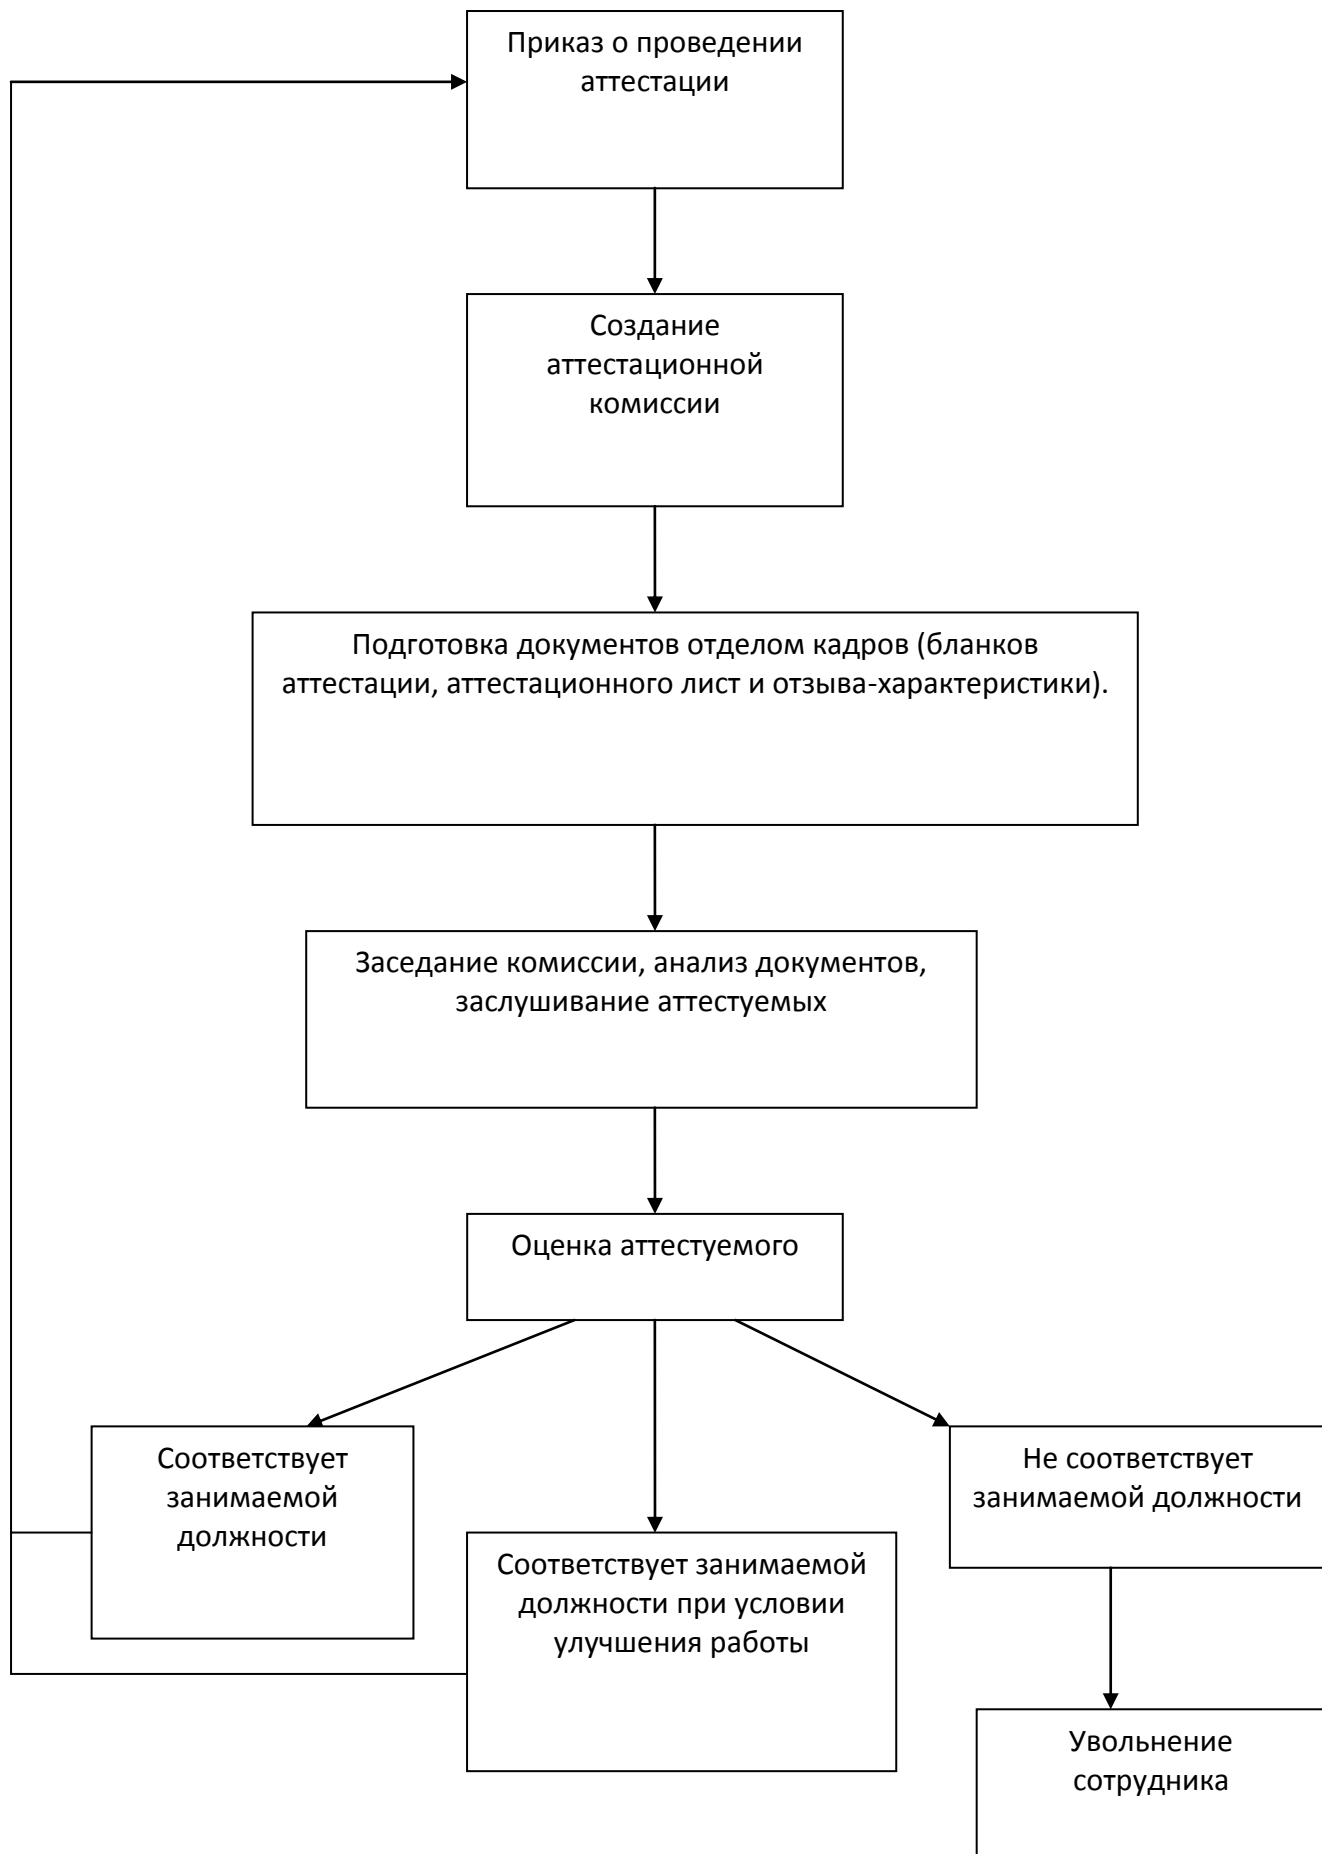 Приказ о проведении
аттестации
Создание
аттестационной
комиссии
Подготовка документов отделом кадров (бланков
аттестации, аттестационного лист и отзыва-характеристики).
Заседание комиссии, анализ документов,
заслушивание аттестуемых
Оценка аттестуемого
Соответствует
занимаемой
должности
Соответствует занимаемой
должности при условии
улучшения работы
Не соответствует
занимаемой должности
Увольнение
сотрудника